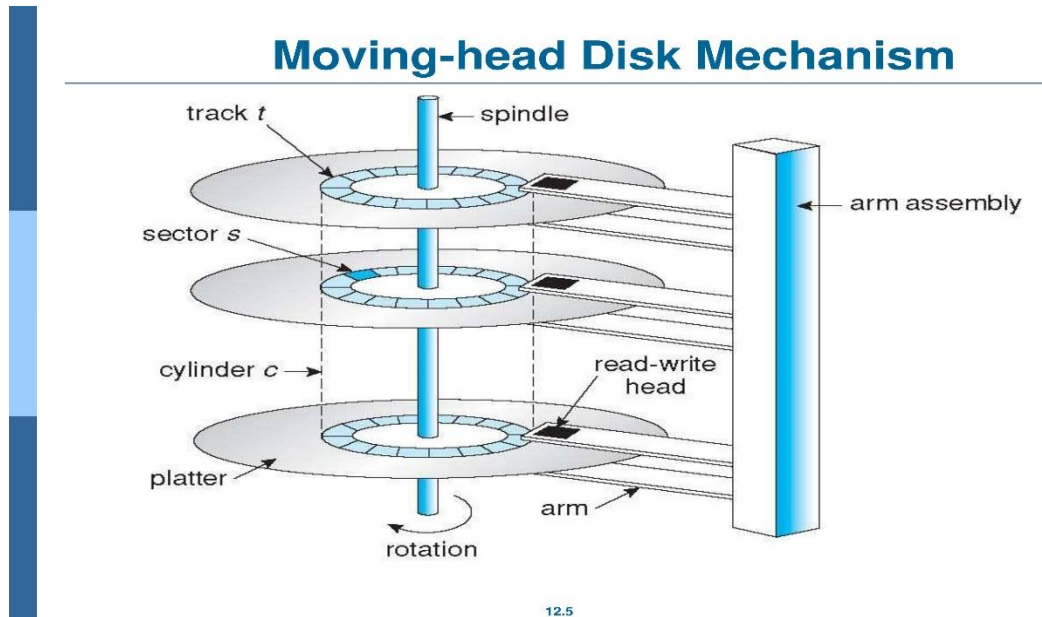 Moving-head Disk Mechanism
track t
spindle
arm assembly
sector s
cylinder c
read-write
head
platter
arm
rotation
12.5